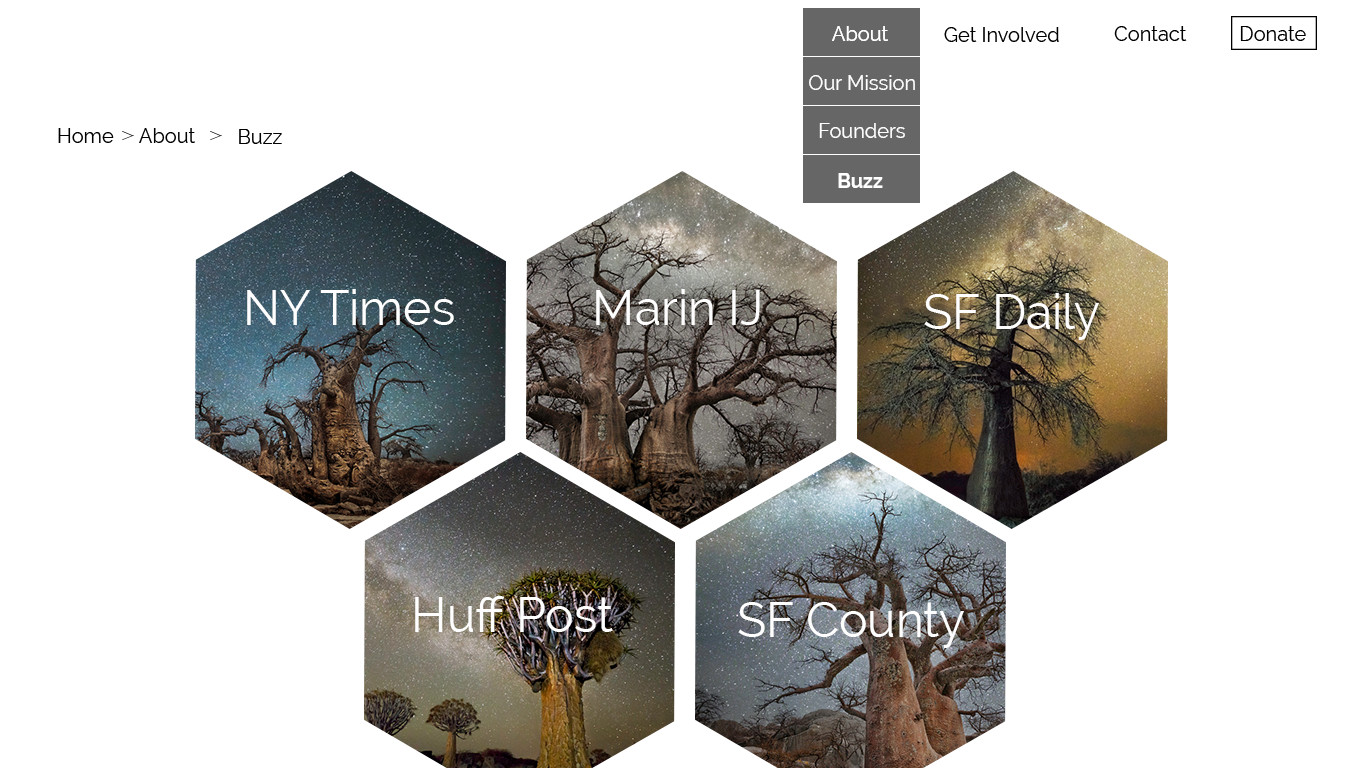 About
Get Involved
Contact
Donate
Our Mission
Founders
Buzz
Home > About > Buzz
NY Times
Marin IJ
SF Daily
Huff Post
SF County